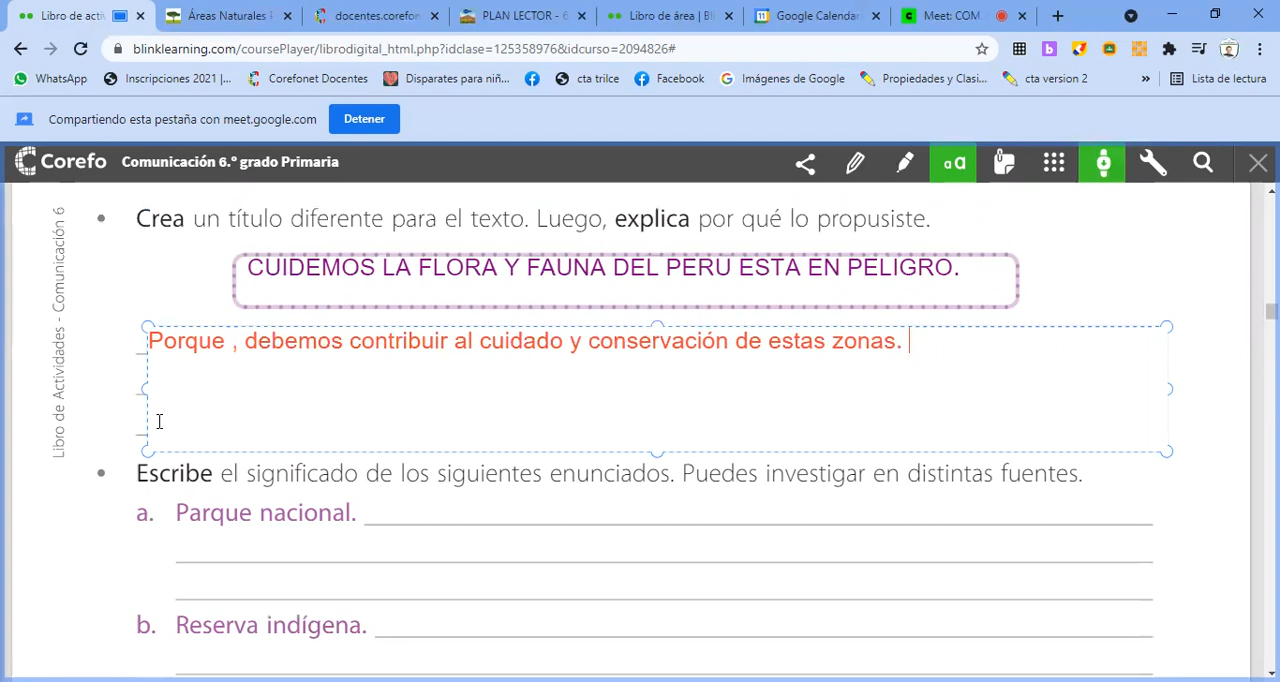 Libro de acti
Áreas Naturales
docentes.corefon
PLAN LECTOR - 6
Libro de área | Bl
Google Calendar
Meet: COM
blinklearning.com/coursePlayer/librodigital_html.php?idclase=125358976&idcurso=2094826#
WhatsApp
Inscripciones 2021 |...
Corefonet Docentes
Disparates para niñ...
cta trilce
Facebook
Imágenes de Google
Propiedades y Clasi...
cta version 2
»
Lista de lectura
Compartiendo esta pestaña con meet.google.com
Detener
Corefo
Comunicación 6.º grado Primaria
aa
Libro de Actividades - Comunicación 6
• Crea un título diferente para el texto. Luego, explica por qué lo propusiste.
CUIDEMOS LA FLORA Y FAUNA DEL PERU ESTA EN PELIGRO.
Porque , debemos contribuir al cuidado y conservación de estas zonas.
• Escribe el significado de los siguientes enunciados. Puedes investigar en distintas fuentes.
a. Parque nacional.
b. Reserva indígena.